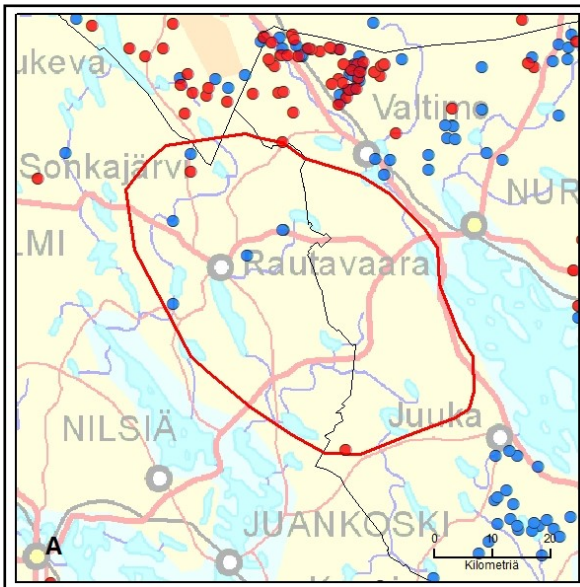 ukeva
Valtimo
Sonkajärvi
NUR
LMI
Rautavaara
NILSIÄ
Juuka
JUANKOSKI
A
0 10 20
Kilometriä